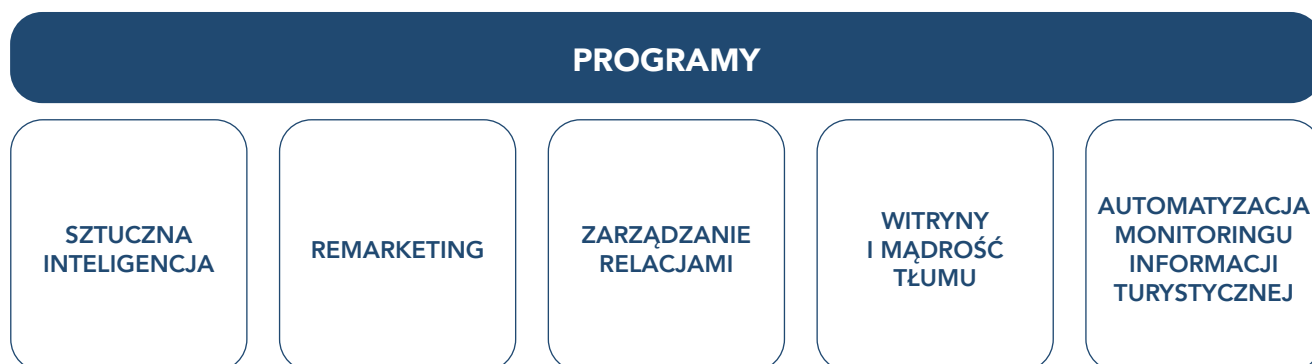 PROGRAMY
SZTUCZNA
INTELIGENCJA
REMARKETING
ZARZĄDZANIE
RELACJAMI
WITRYNY
I MĄDROŚĆ
TŁUMU
AUTOMATYZACJA
MONITORINGU
INFORMACJI
TURYSTYCZNEJ